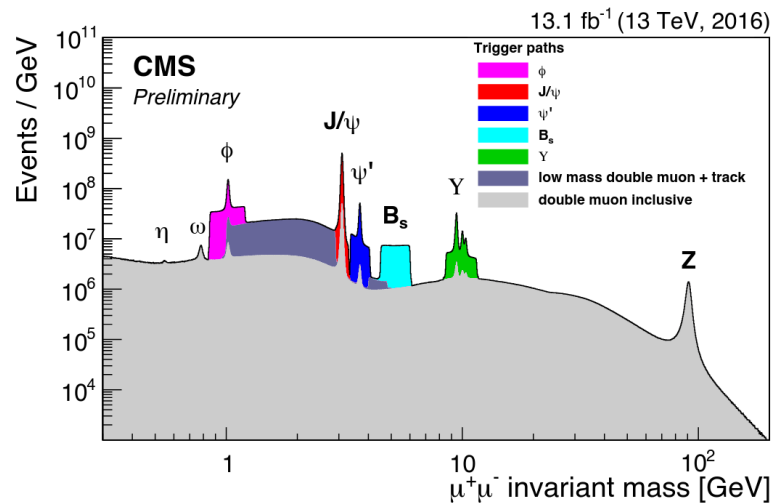 13.1 fb⁻¹ (13 TeV, 2016)
Events / GeV
10¹¹
10¹⁰
10⁹
10⁸
10⁷
10⁶
10⁵
10⁴
CMS
Preliminary
Trigger paths
ϕ
J/ψ
ψ'
Bₛ
Υ
low mass double muon + track
double muon inclusive
η
ω
ϕ
J/ψ
ψ'
Bₛ
Υ
Z
1
10
10²
μ⁺μ⁻ invariant mass [GeV]